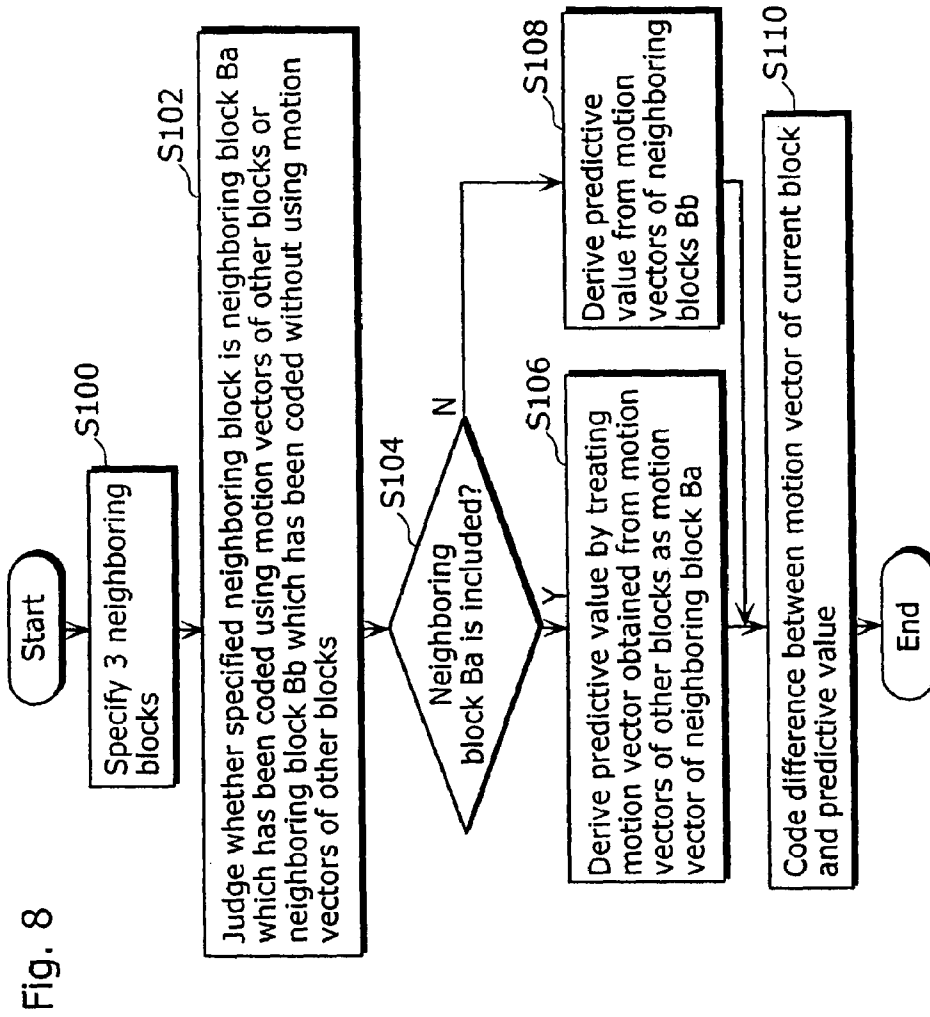 Fig. 8
Start
S100
Specify 3 neighboring
blocks
S102
Judge whether specified neighboring block is neighboring block Ba
which has been coded using motion vectors of other blocks or
neighboring block Bb which has been coded without using motion
vectors of other blocks
S104
Neighboring
block Ba is included?
N
Y
S106
Derive predictive value by treating
motion vector obtained from motion
vectors of other blocks as motion
vector of neighboring block Ba
S108
Derive predictive
value from motion
vectors of neighboring
blocks Bb
S110
Code difference between motion vector of current block
and predictive value
End